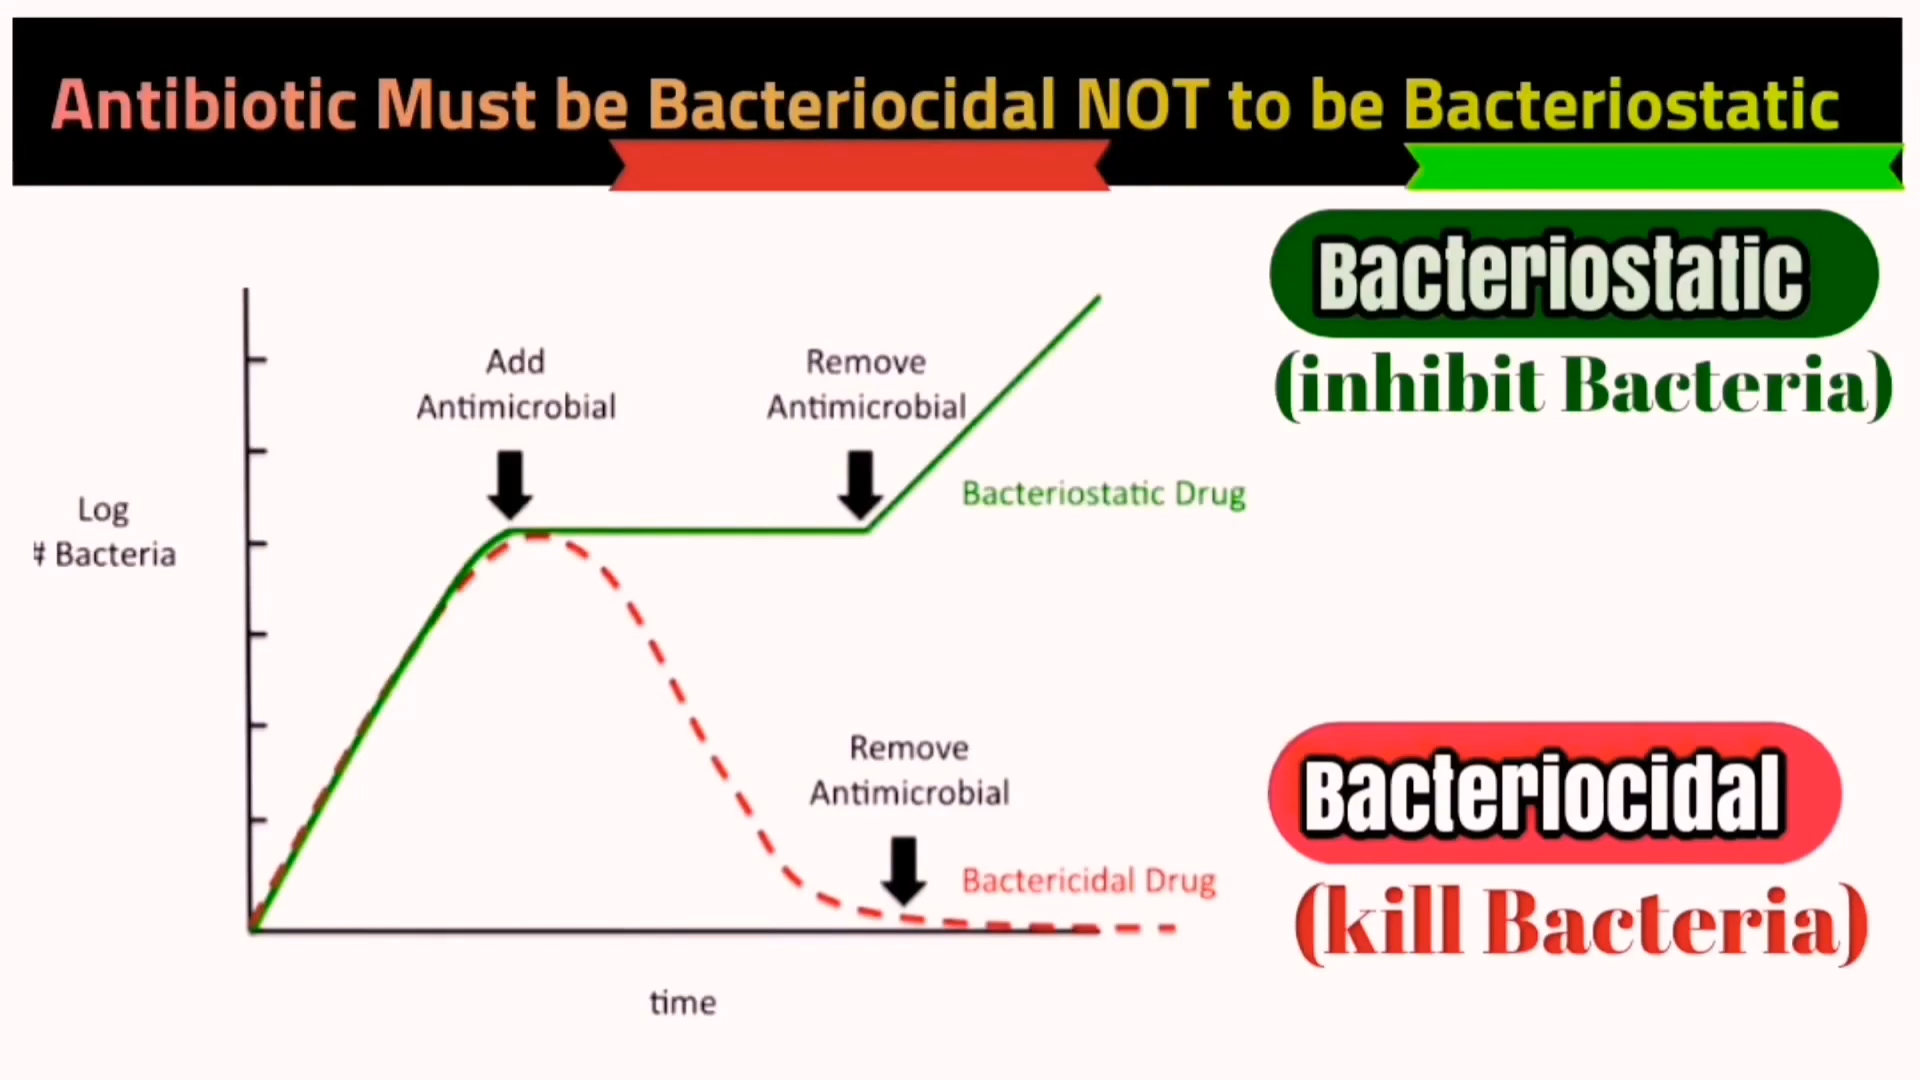 Antibiotic Must be Bacteriocidal NOT to be Bacteriostatic
Bacteriostatic
(inhibit Bacteria)
Add
Antimicrobial
Remove
Antimicrobial
Bacteriostatic Drug
Log
# Bacteria
Remove
Antimicrobial
Bactericidal Drug
Bacteriocidal
(kill Bacteria)
time